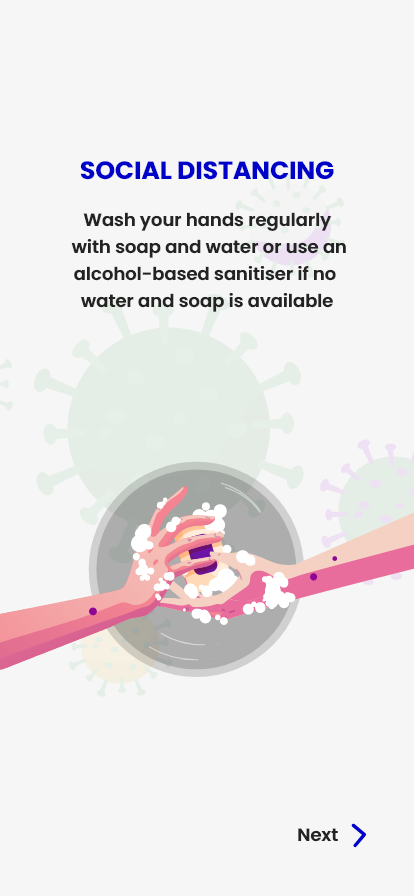 SOCIAL DISTANCING
Wash your hands regularly
with soap and water or use an
alcohol-based sanitiser if no
water and soap is available
Next